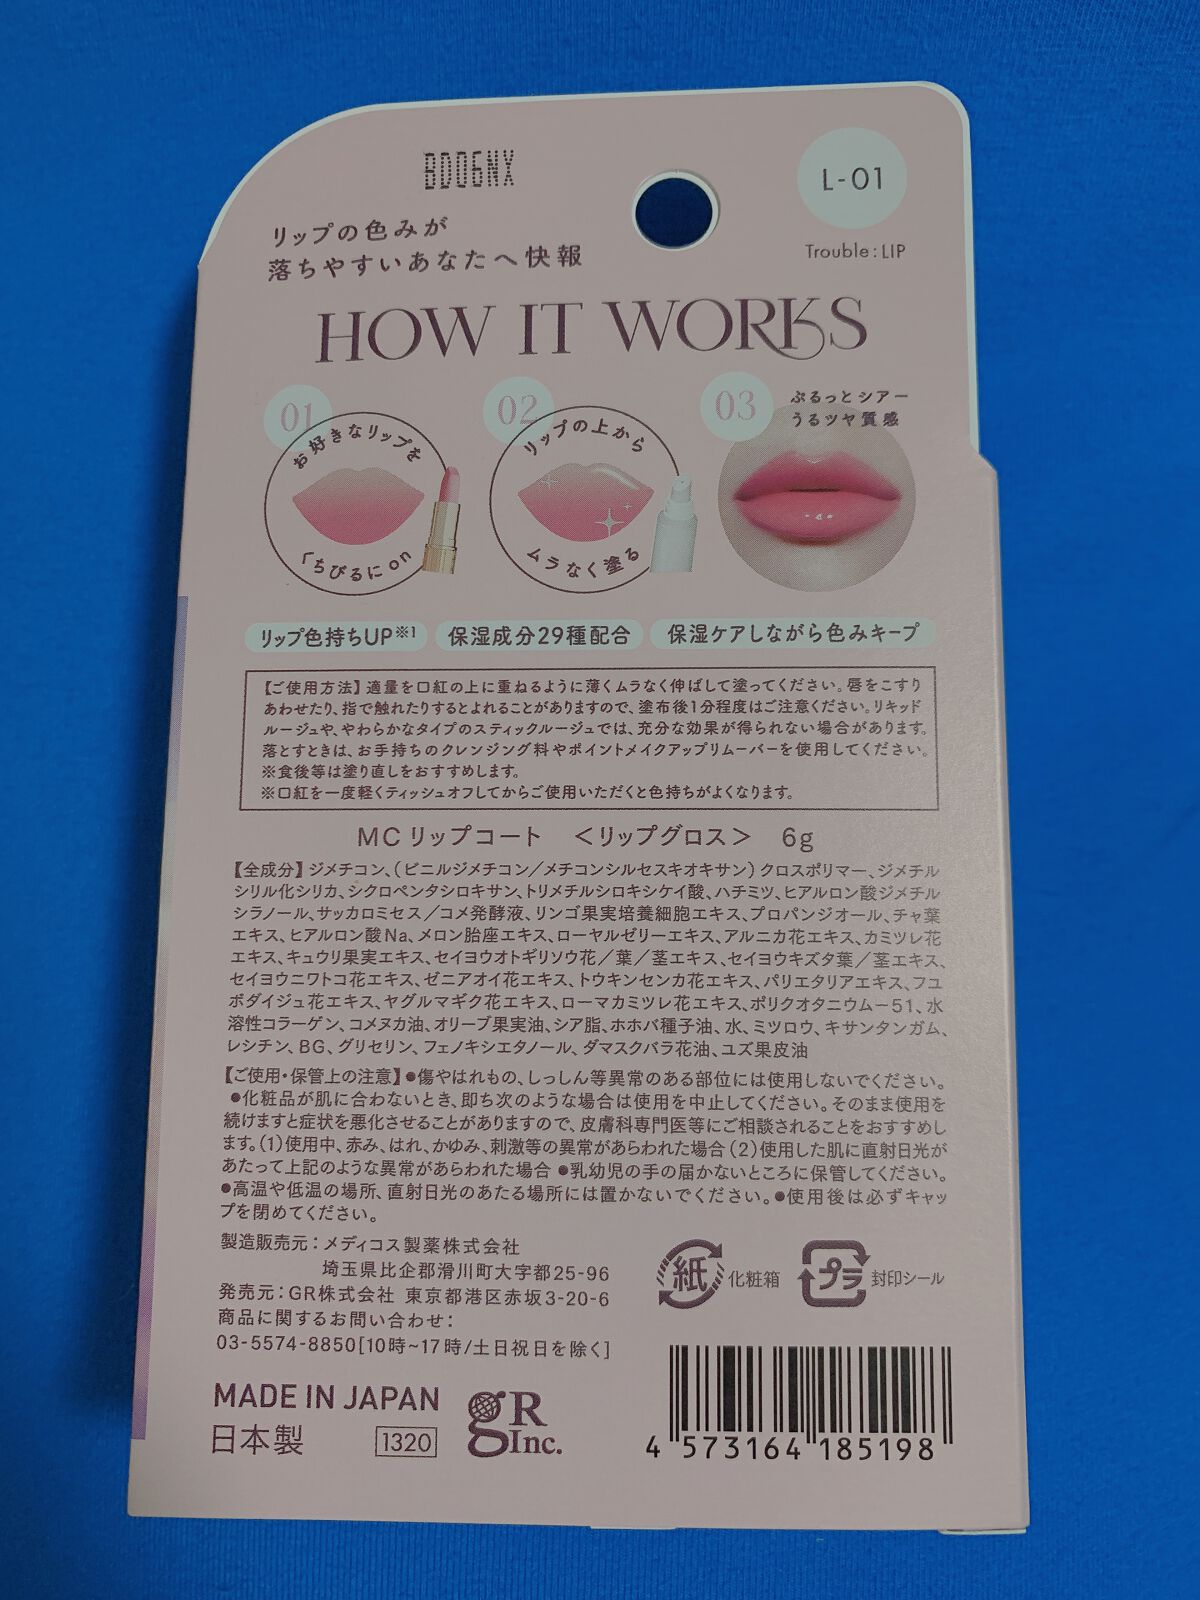 BD06NX
L-01
Trouble:LIP
リップの色みが
落ちやすいあなたへ快報
HOW IT WORKS
01
お好きなリップを
くちびるにon
02
リップの上から
ムラなく塗る
03
ぷるっとシアー
うるツヤ質感
リップ色持ちUP※1
保湿成分29種配合
保湿ケアしながら色みキープ
【ご使用方法】適量を口紅の上に重ねるように薄くムラなく伸ばして塗ってください。唇をこすり
あわせたり、指で触れたりするとよれることがありますので、塗布後1分程度はご注意ください。リキッド
ルージュや、やわらかなタイプのスティックルージュでは、充分な効果が得られない場合があります。
落とすときは、お手持ちのクレンジング料やポイントメイクアップリムーバーを使用してください。
※食後等は塗り直しをおすすめします。
※口紅を一度軽くティッシュオフしてからご使用いただくと色持ちがよくなります。
MC リップコート ＜リップグロス＞ 6g
【全成分】ジメチコン、(ビニルジメチコン／メチコンシルセスキオキサン)クロスポリマー、ジメチル
シリル化シリカ、シクロペンタシロキサン、トリメチルシロキシケイ酸、ハチミツ、ヒアルロン酸ジメチル
シラノール、サッカロミセス／コメ発酵液、リンゴ果実培養細胞エキス、プロパンジオール、チャ葉
エキス、ヒアルロン酸Na、メロン胎座エキス、ローヤルゼリーエキス、アルニカ花エキス、カミツレ花
エキス、キュウリ果実エキス、セイヨウオトギリソウ花／葉／茎エキス、セイヨウキズタ葉／茎エキス、
セイヨウニワトコ花エキス、ゼニアオイ花エキス、トウキンセンカ花エキス、パリエタリアエキス、フユ
ボダイジュ花エキス、ヤグルマギク花エキス、ローマカミツレ花エキス、ポリクオタニウム－51、水
溶性コラーゲン、コメヌカ油、オリーブ果実油、シア脂、ホホバ種子油、水、ミツロウ、キサンタンガム、
レシチン、BG、グリセリン、フェノキシエタノール、ダマスクバラ花油、ユズ果皮油
【ご使用・保管上の注意】●傷やはれもの、しっしん等異常のある部位には使用しないでください。
●化粧品が肌に合わないとき、即ち次のような場合は使用を中止してください。そのまま使用を
続けますと症状を悪化させることがありますので、皮膚科専門医等にご相談されることをおすすめし
ます。(1)使用中、赤み、はれ、かゆみ、刺激等の異常があらわれた場合(2)使用した肌に直射日光が
あたって上記のような異常があらわれた場合●乳幼児の手の届かないところに保管してください。
●高温や低温の場所、直射日光のあたる場所には置かないでください。●使用後は必ずキャッ
プを閉めてください。
製造販売元：メディコス製薬株式会社
埼玉県比企郡滑川町大字都25-96
発売元：GR株式会社 東京都港区赤坂3-20-6
商品に関するお問い合わせ：
03-5574-8850[10時~17時/土日祝日を除く]
紙 化粧箱
プラ 封印シール
MADE IN JAPAN
日本製
1320
gR Inc.
4 573164 185198